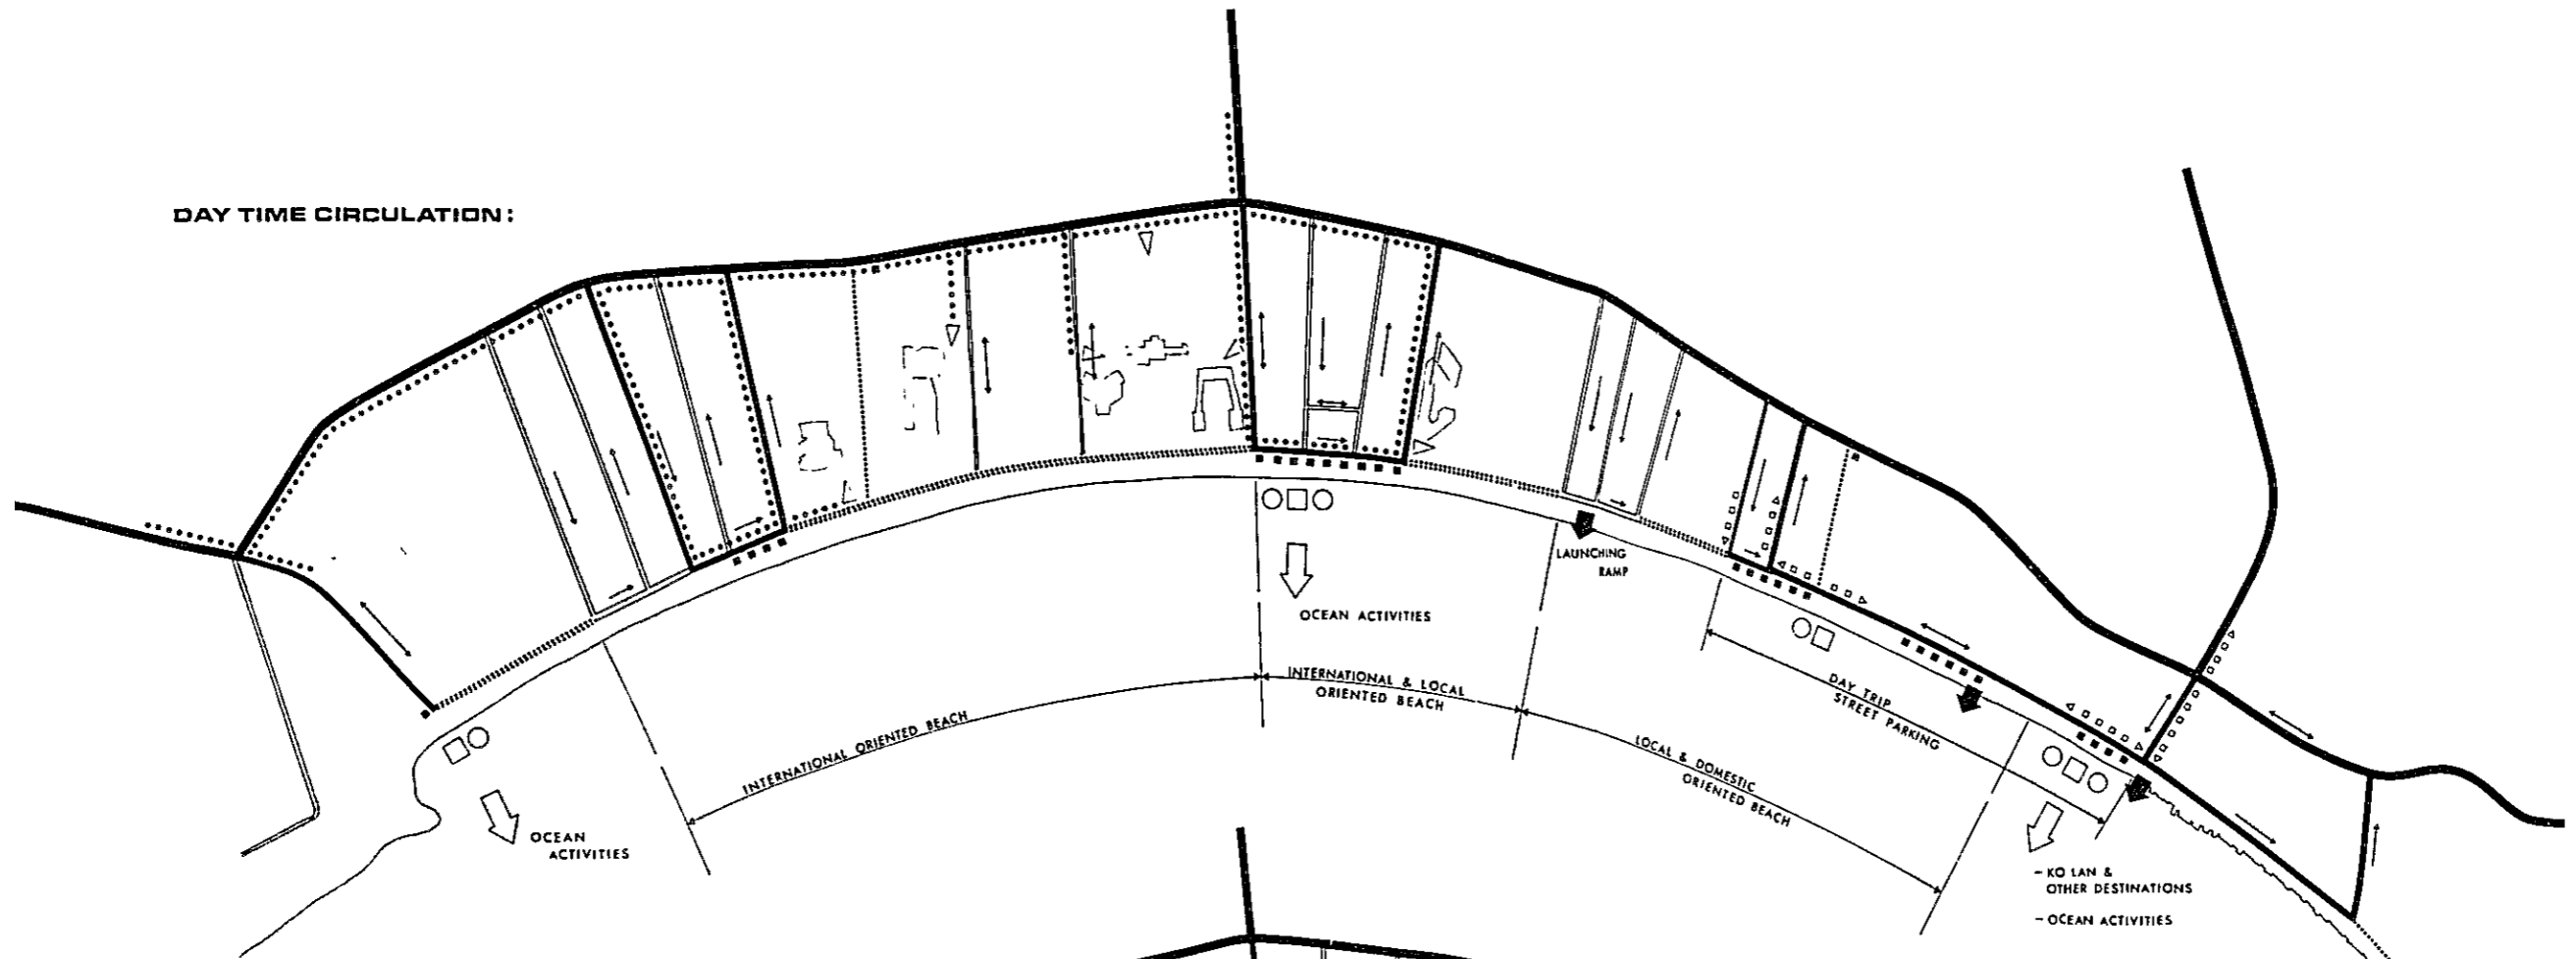 DAY TIME CIRCULATION:
LAUNCHING
RAMP
OCEAN ACTIVITIES
INTERNATIONAL & LOCAL
ORIENTED BEACH
DAY TRIP
STREET PARKING
INTERNATIONAL ORIENTED BEACH
LOCAL & DOMESTIC
ORIENTED BEACH
OCEAN
ACTIVITIES
- KO LAN &
OTHER DESTINATIONS
- OCEAN ACTIVITIES